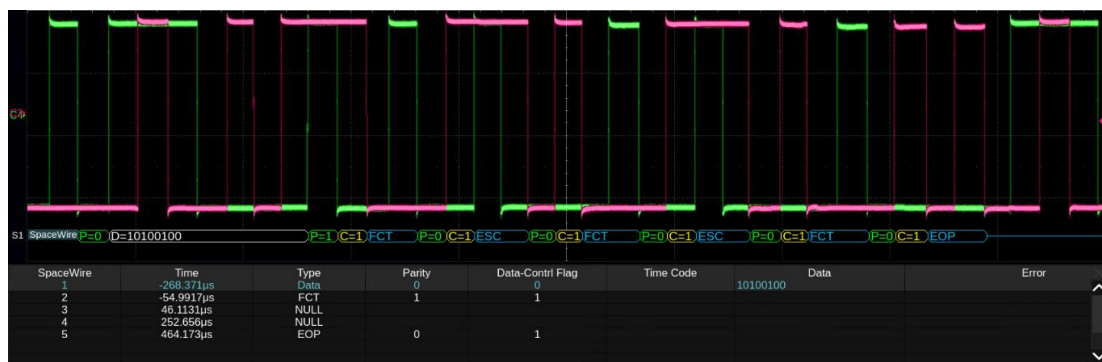 C4
S1 SpaceWire P=0 D=10100100 P=1 C=1 FCT P=0 C=1 ESC P=0 C=1 FCT P=0 C=1 ESC P=0 C=1 FCT P=0 C=1 EOP
SpaceWire Time Type Parity Data-Contrl Flag Time Code Data Error
1 -268.371µs Data 0 0 10100100
2 -54.9917µs FCT 1 1
3 46.1131µs NULL
4 252.656µs NULL
5 464.173µs EOP 0 1